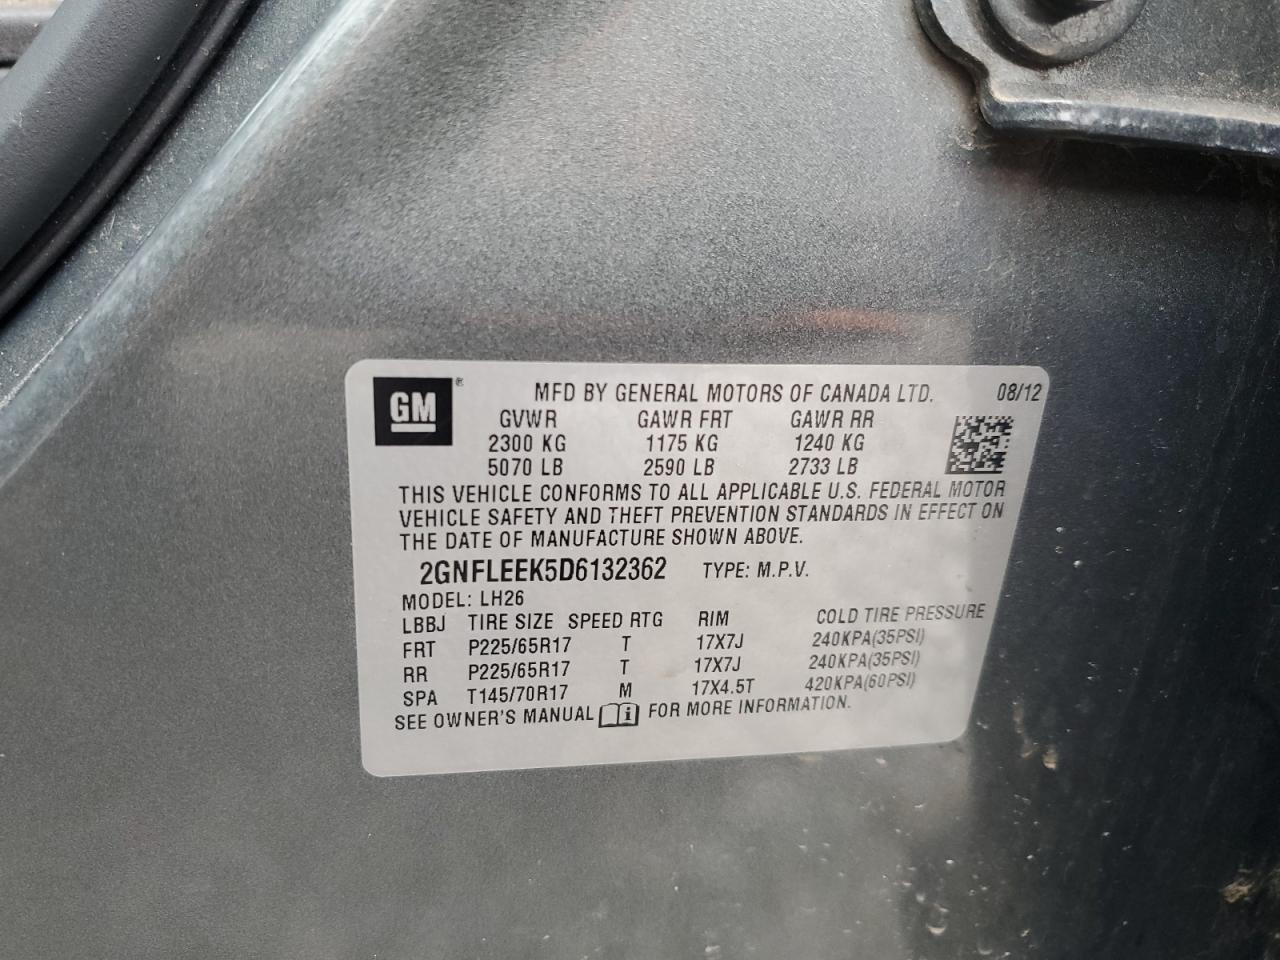 GM® MFD BY GENERAL MOTORS OF CANADA LTD. 08/12
GVWR GAWR FRT GAWR RR
2300 KG 1175 KG 1240 KG
5070 LB 2590 LB 2733 LB
THIS VEHICLE CONFORMS TO ALL APPLICABLE U.S. FEDERAL MOTOR
VEHICLE SAFETY AND THEFT PREVENTION STANDARDS IN EFFECT ON
THE DATE OF MANUFACTURE SHOWN ABOVE.
2GNFLEEK5D6132362 TYPE: M.P.V.
MODEL: LH26
LBBJ TIRE SIZE SPEED RTG RIM COLD TIRE PRESSURE
FRT P225/65R17 T 17X7J 240KPA(35PSI)
RR P225/65R17 T 17X7J 240KPA(35PSI)
SPA T145/70R17 M 17X4.5T 420KPA(60PSI)
SEE OWNER'S MANUAL FOR MORE INFORMATION.